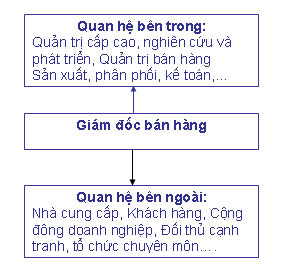 Quan hệ bên trong:
Quản trị cấp cao, nghiên cứu và
phát triển, Quản trị bán hàng
Sản xuất, phân phối, kế toán,...
Giám đốc bán hàng
Quan hệ bên ngoài:
Nhà cung cấp, Khách hàng, Cộng
đồng doanh nghiệp, Đối thủ cạnh
tranh, tổ chức chuyên môn….